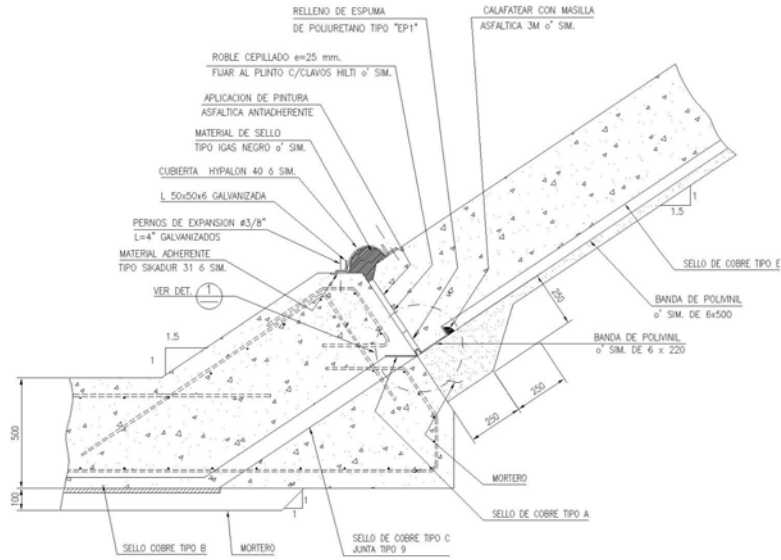 RELLENO DE ESPUMA
DE POLIURETANO TIPO "EP1"
CALAFATEAR CON MASILLA
ASFALTICA 3M o' SIM.
ROBLE CEPILLADO e=25 mm.
FIJAR AL PLINTO C/CLAVOS HILTI o' SIM.
APLICACION DE PINTURA
ASFALTICA ANTIADHERENTE
MATERIAL DE SELLO
TIPO IGAS NEGRO o' SIM.
CUBIERTA HYPALON 40 6 SIM.
L 50x50x6 GALVANIZADA
PERNOS DE EXPANSION ø3/8"
L=4" GALVANIZADOS
MATERIAL ADHERENTE
TIPO SIKADUR 31 6 SIM.
VER DET. 1
1
1.5
SELLO DE COBRE TIPO E
BANDA DE POLIVINIL
o' SIM. DE 6x500
BANDA DE POLIVINIL
o' SIM. DE 6 x 220
250
250
250
1.5
1
500
100
1
1
MORTERO
SELLO DE COBRE TIPO A
SELLO COBRE TIPO B
MORTERO
SELLO DE COBRE TIPO C
JUNTA TIPO 9